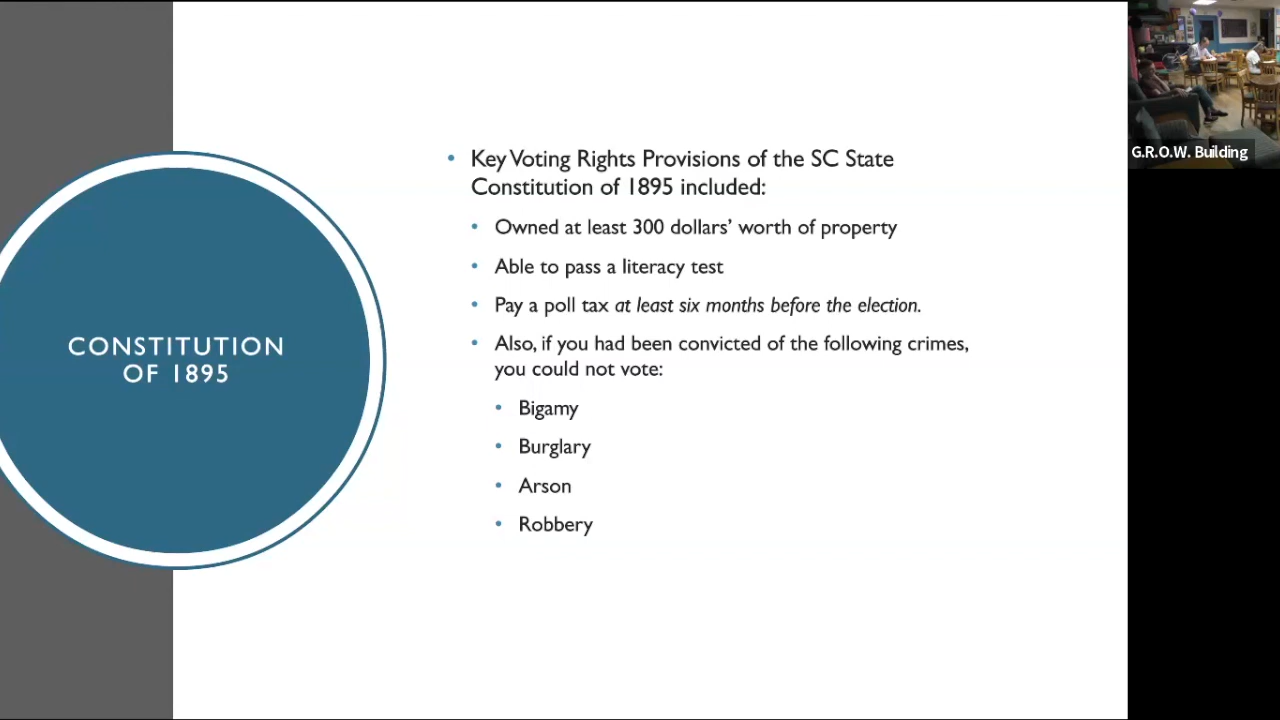 CONSTITUTION
OF 1895
• Key Voting Rights Provisions of the SC State
Constitution of 1895 included:
• Owned at least 300 dollars’ worth of property
• Able to pass a literacy test
• Pay a poll tax at least six months before the election.
• Also, if you had been convicted of the following crimes,
you could not vote:
• Bigamy
• Burglary
• Arson
• Robbery
G.R.O.W. Building